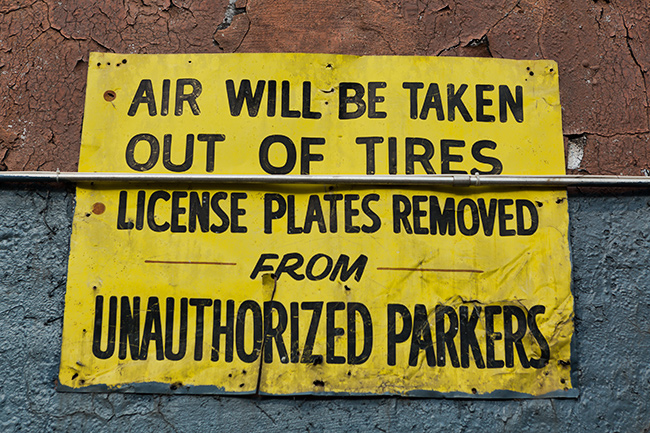 AIR WILL BE TAKEN
OUT OF TIRES
LICENSE PLATES REMOVED
FROM
UNAUTHORIZED PARKERS